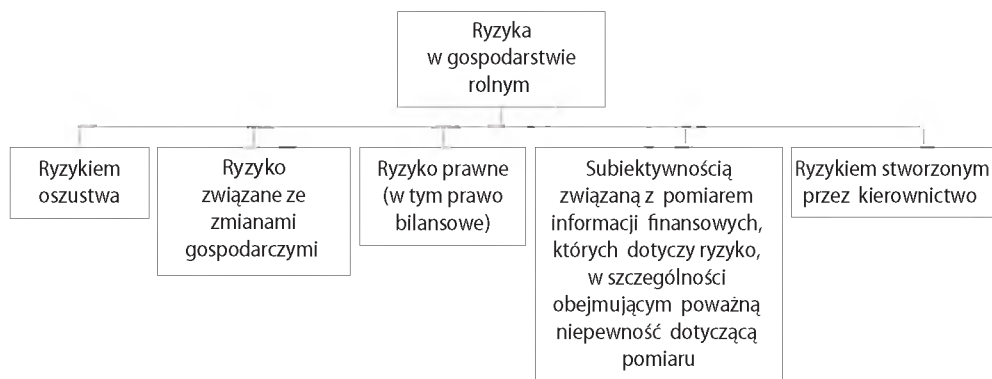 Ryzyka
w gospodarstwie
rolnym
Ryzykiem
oszustwa
Ryzyko
związane ze
zmianami
gospodarczymi
Ryzyko prawne
(w tym prawo
bilansowe)
Subiektywnością
związaną z pomiarem
informacji finansowych,
których dotyczy ryzyko,
w szczególności
obejmującym poważną
niepewność dotyczącą
pomiaru
Ryzykiem stworzonym
przez kierownictwo